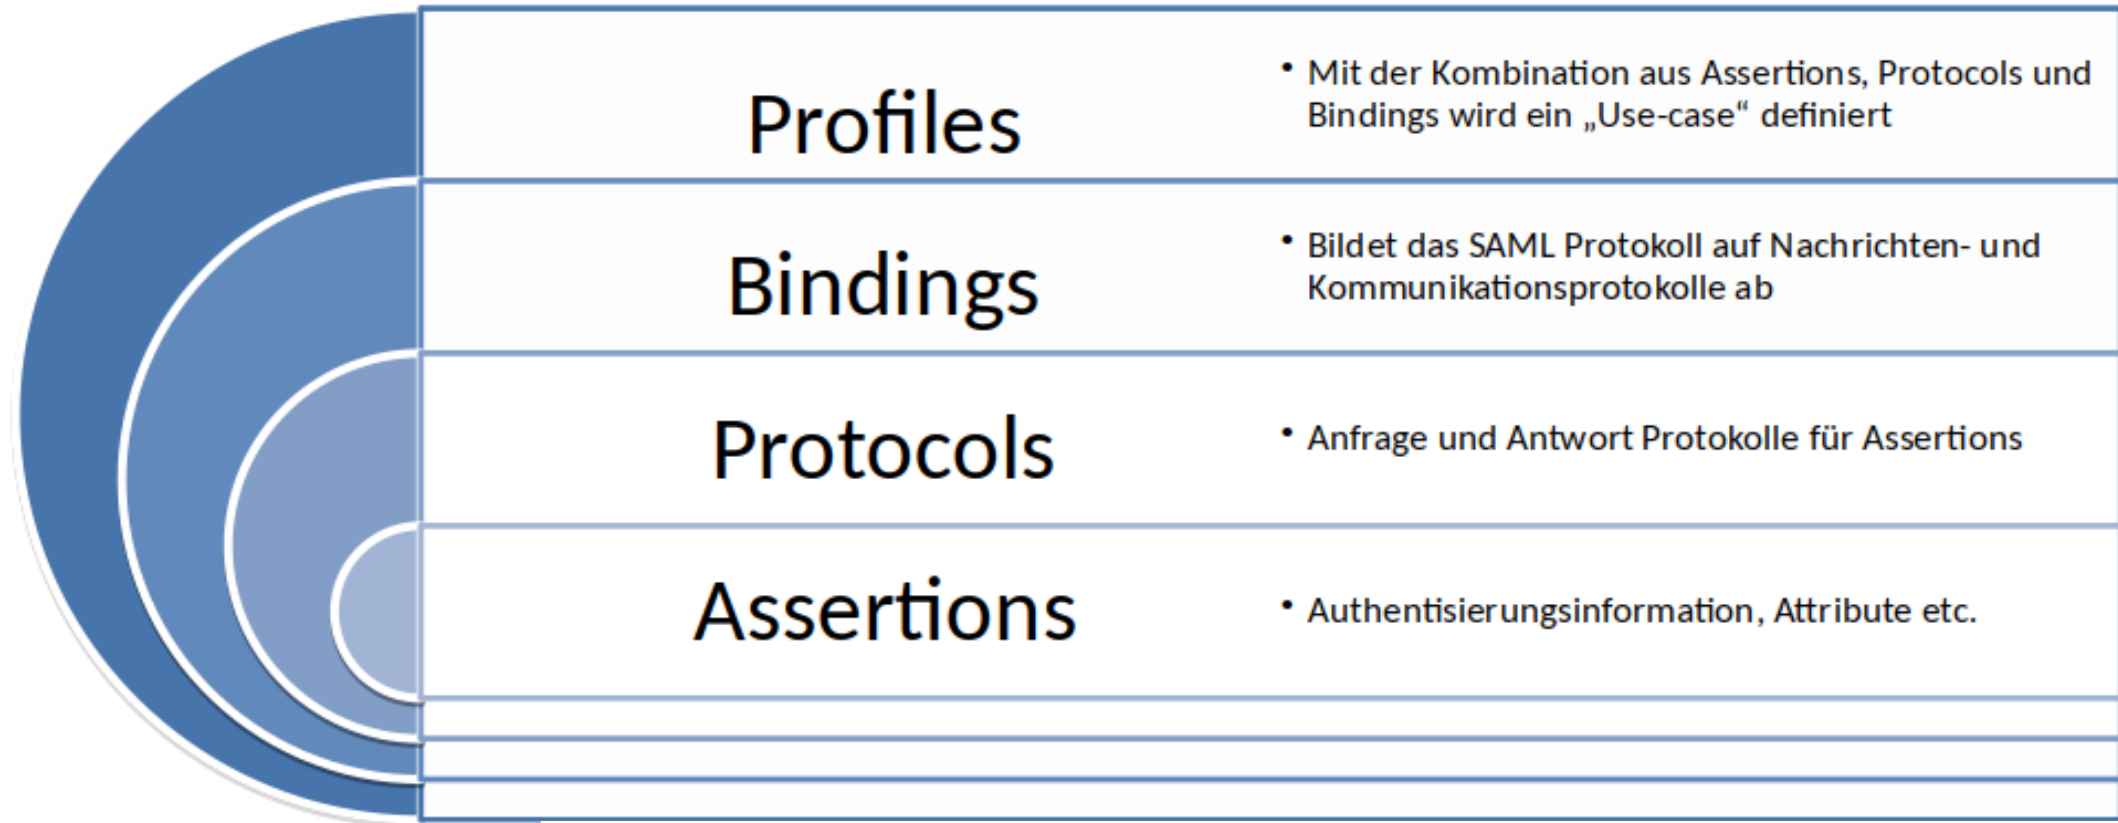 Profiles
• Mit der Kombination aus Assertions, Protocols und
Bindings wird ein „Use-case“ definiert
Bindings
• Bildet das SAML Protokoll auf Nachrichten- und
Kommunikationsprotokolle ab
Protocols
• Anfrage und Antwort Protokolle für Assertions
Assertions
• Authentisierungsinformation, Attribute etc.